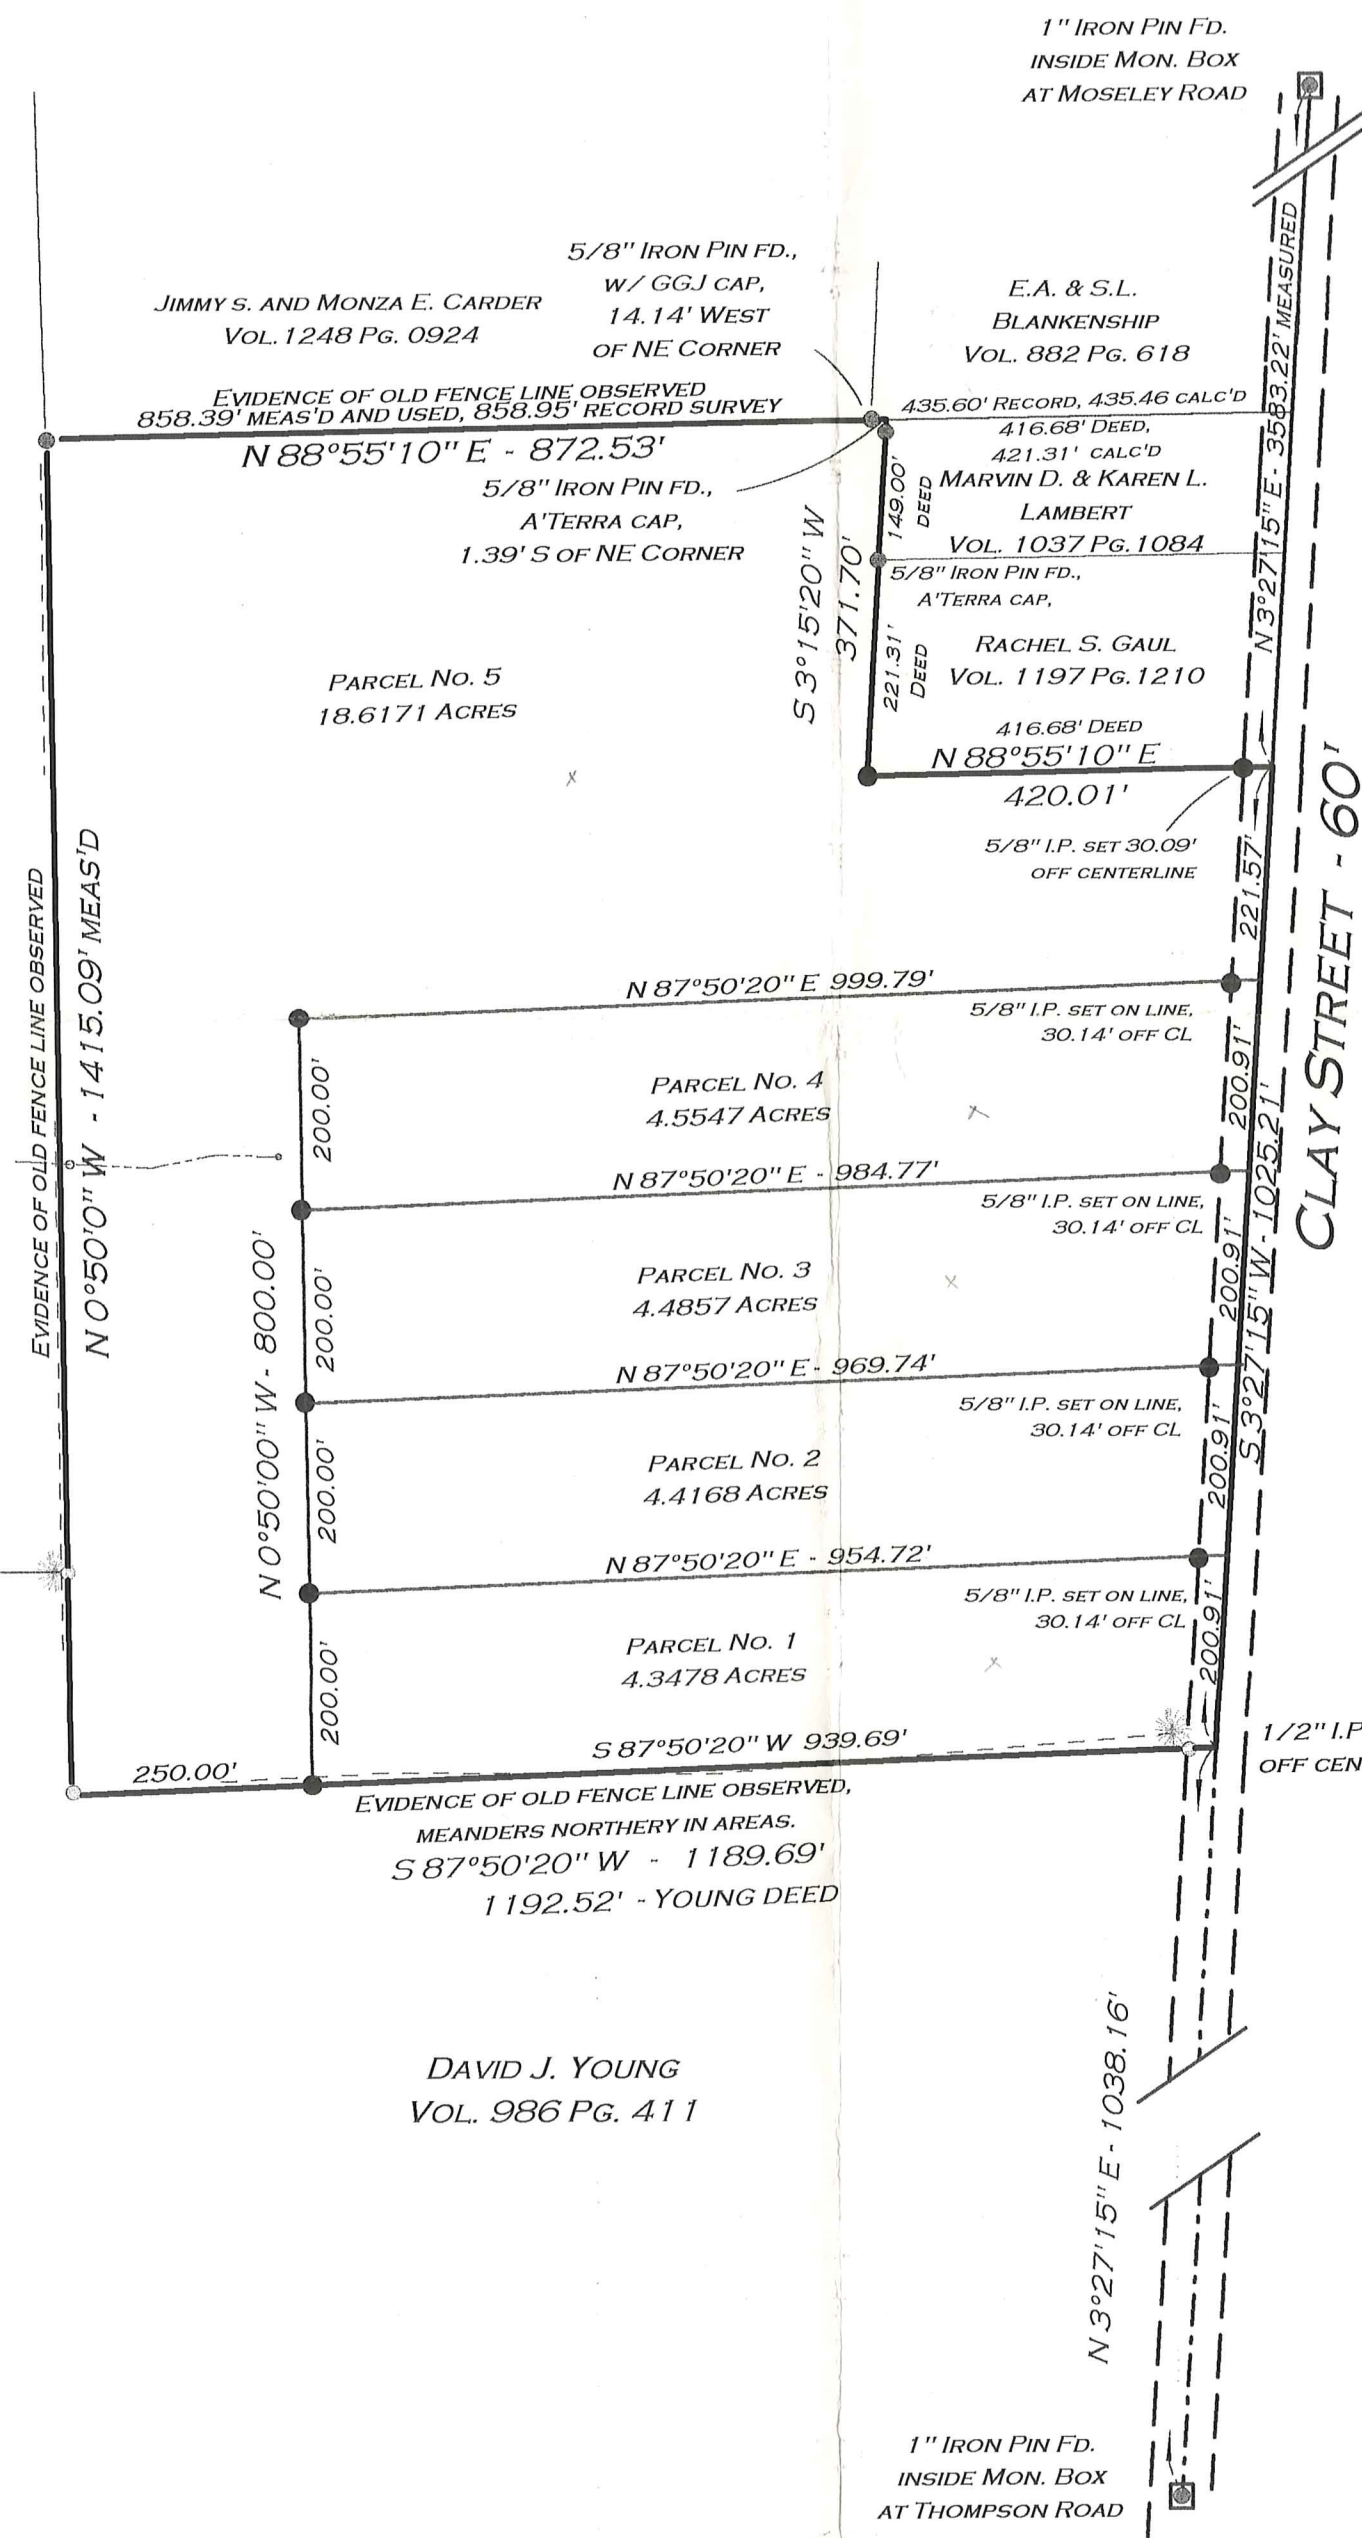 1" IRON PIN FD.
INSIDE MON. BOX
AT MOSELEY ROAD
5/8" IRON PIN FD.,
W/ GGJ CAP,
14.14' WEST
OF NE CORNER
JIMMY S. AND MONZA E. CARDER
VOL. 1248 PG. 0924
E.A. & S.L.
BLANKENSHIP
VOL. 882 PG. 618
N 3°27'15" E - 3583.22' MEASURED
EVIDENCE OF OLD FENCE LINE OBSERVED
858.39' MEAS'D AND USED, 858.95' RECORD SURVEY
N 88°55'10" E - 872.53'
435.60' RECORD, 435.46 CALC'D
416.68' DEED,
421.31' CALC'D
MARVIN D. & KAREN L.
LAMBERT
VOL. 1037 PG. 1084
5/8" IRON PIN FD.,
A'TERRA CAP,
1.39' S OF NE CORNER
149.00'
DEED
S 3°15'20" W
371.70'
5/8" IRON PIN FD.,
A'TERRA CAP,
221.31'
DEED
RACHEL S. GAUL
VOL. 1197 PG. 1210
PARCEL NO. 5
18.6171 ACRES
416.68' DEED
N 88°55'10" E
420.01'
5/8" I.P. SET 30.09'
OFF CENTERLINE
221.57'
CLAY STREET - 60'
EVIDENCE OF OLD FENCE LINE OBSERVED
N 0°50'0" W - 1415.09' MEAS'D
N 87°50'20" E 999.79'
5/8" I.P. SET ON LINE,
30.14' OFF CL
200.00'
PARCEL NO. 4
4.5547 ACRES
200.91'
S 3°27'15" W - 1025.21'
N 87°50'20" E - 984.77'
5/8" I.P. SET ON LINE,
30.14' OFF CL
N 0°50'00" W - 800.00'
200.00'
PARCEL NO. 3
4.4857 ACRES
200.91'
N 87°50'20" E - 969.74'
5/8" I.P. SET ON LINE,
30.14' OFF CL
200.00'
PARCEL NO. 2
4.4168 ACRES
200.91'
N 87°50'20" E - 954.72'
5/8" I.P. SET ON LINE,
30.14' OFF CL
200.00'
PARCEL NO. 1
4.3478 ACRES
200.91'
S 87°50'20" W 939.69'
1/2" I.P
OFF CEN
250.00'
EVIDENCE OF OLD FENCE LINE OBSERVED,
MEANDERS NORTHERY IN AREAS.
S 87°50'20" W - 1189.69'
1192.52' - YOUNG DEED
DAVID J. YOUNG
VOL. 986 PG. 411
N 3°27'15" E - 1038.16'
1" IRON PIN FD.
INSIDE MON. BOX
AT THOMPSON ROAD